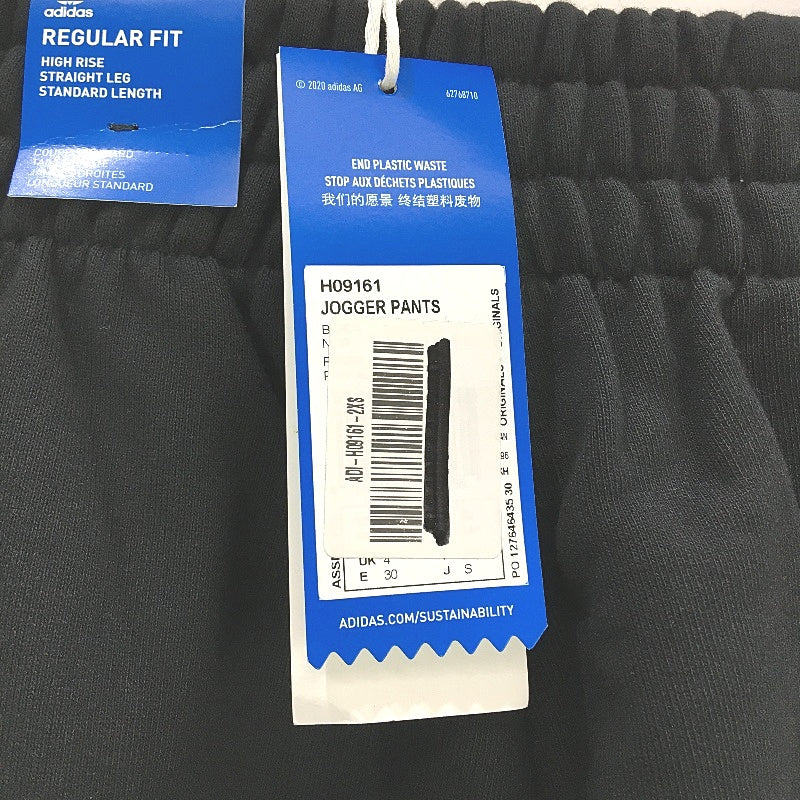 adidas
REGULAR FIT
HIGH RISE
STRAIGHT LEG
STANDARD LENGTH
LONGUEUR STANDARD
© 2020 adidas AG
62768710
END PLASTIC WASTE
STOP AUX DÉCHETS PLASTIQUES
我们的愿景 终结塑料废物
H09161
JOGGER PANTS
ADI-H09161-2XS
UK 4
E 30
J S
PO 127646435 30
ORIGINALS
ADIDAS.COM/SUSTAINABILITY